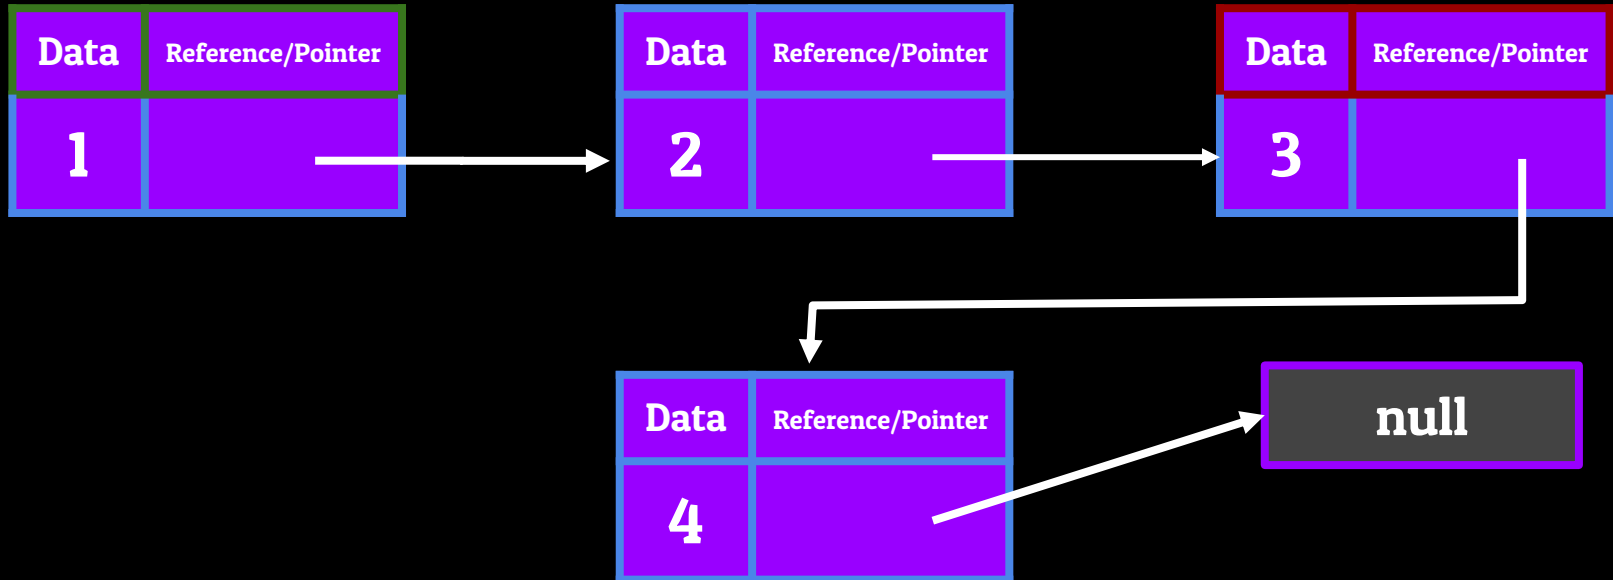 Data Reference/Pointer
1
Data Reference/Pointer
2
Data Reference/Pointer
3
Data Reference/Pointer
4
null